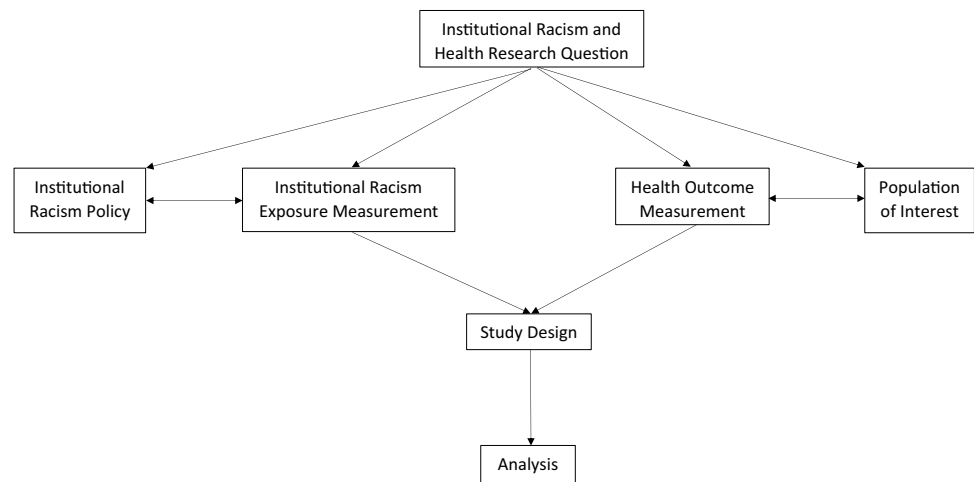 Institutional Racism and
Health Research Question
Institutional
Racism Policy
Institutional Racism
Exposure Measurement
Health Outcome
Measurement
Population
of Interest
Study Design
Analysis